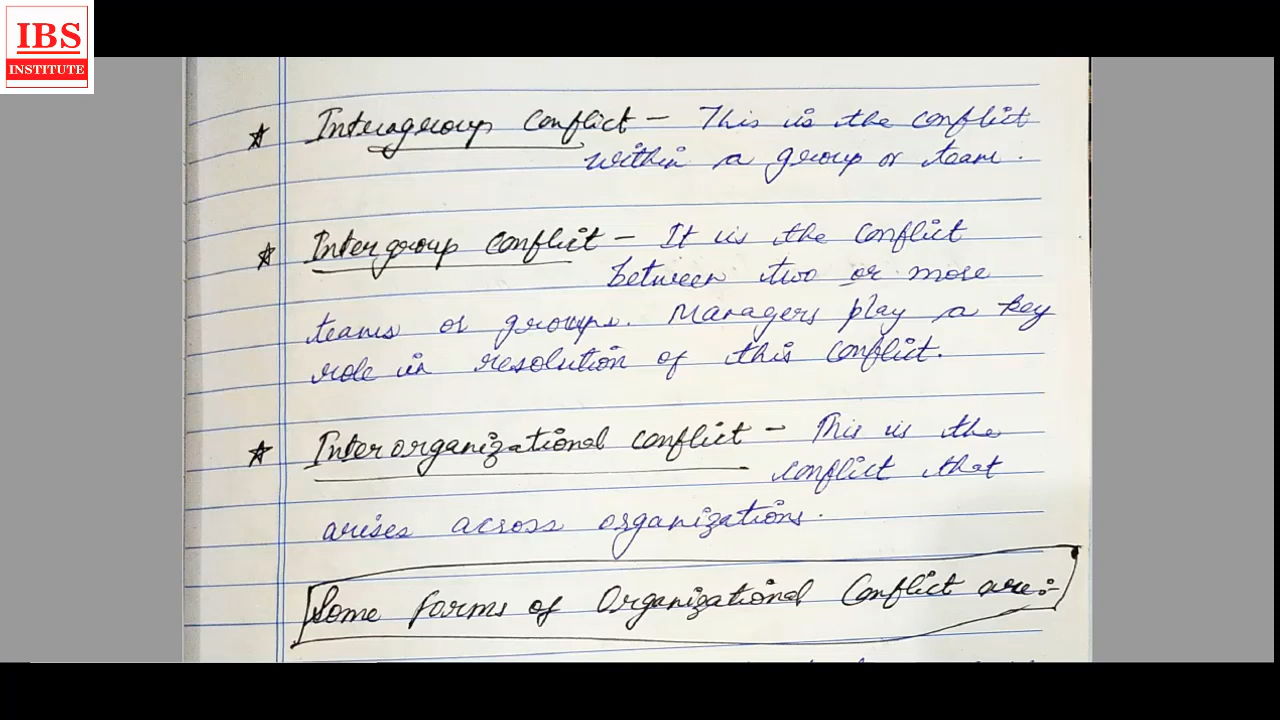 IBS
INSTITUTE
☆ Interagroup Conflict – This is the conflict
within a group or team.
☆ Intergroup Conflict – It is the conflict
between two or more
teams or groups. Managers play a key
role in resolution of this conflict.
☆ Interorganizational conflict – This is the
conflict that
arises across organizations.
Some forms of Organizational Conflict are:-